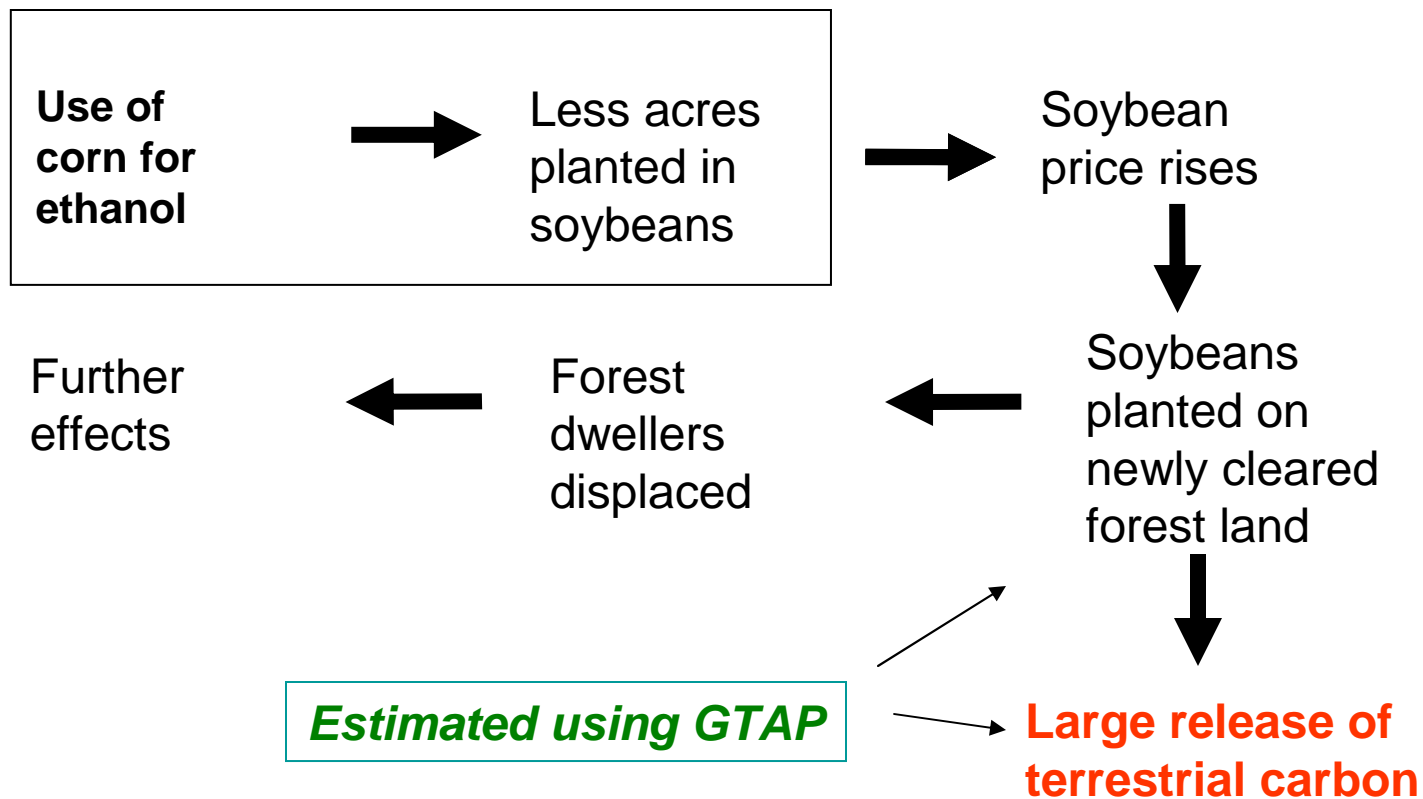 Use of
corn for
ethanol
Less acres
planted in
soybeans
Soybean
price rises
Soybeans
planted on
newly cleared
forest land
Forest
dwellers
displaced
Further
effects
Estimated using GTAP
Large release of
terrestrial carbon